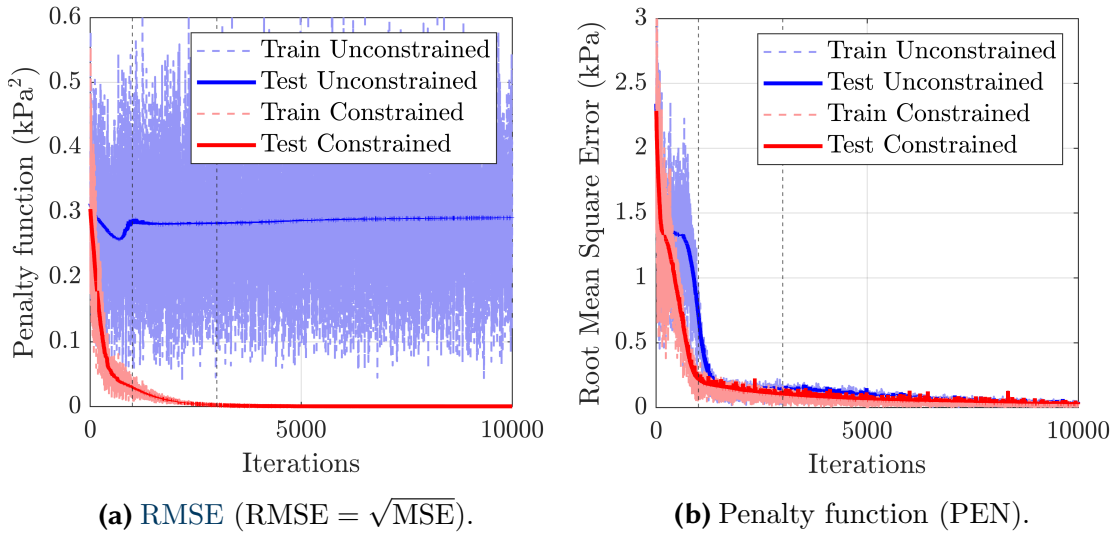 Penalty function (kPa²)
0.6
0.5
0.4
0.3
0.2
0.1
0
Train Unconstrained
Test Unconstrained
Train Constrained
Test Constrained
0 5000 10000
Iterations
(a) RMSE (RMSE = √MSE).
Root Mean Square Error (kPa)
3
2.5
2
1.5
1
0.5
0
Train Unconstrained
Test Unconstrained
Train Constrained
Test Constrained
0 5000 10000
Iterations
(b) Penalty function (PEN).